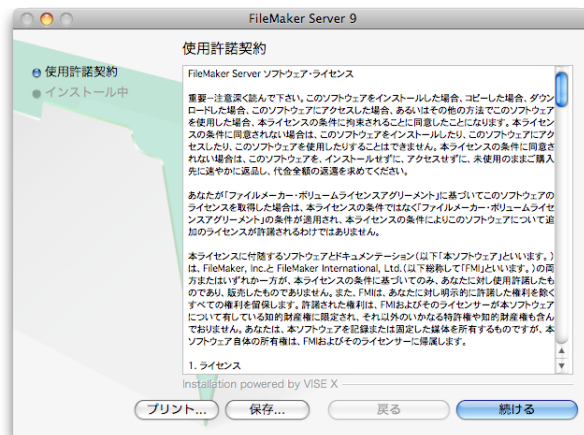 FileMaker Server 9
使用許諾契約
インストール中
使用許諾契約
FileMaker Server ソフトウェア・ライセンス
重要−注意深く読んで下さい。このソフトウェアをインストールした場合、コピーした場合、ダウン
ロードした場合、このソフトウェアにアクセスした場合、あるいはその他の方法でこのソフトウェア
を使用した場合、本ライセンスの条件に拘束されることに同意したことになります。本ライセン
スの条件に同意されない場合は、このソフトウェアをインストールしたり、このソフトウェアにアク
セスしたり、このソフトウェアを使用したりすることはできません。本ライセンスの条件に同意さ
れない場合は、このソフトウェアを、インストールせずに、アクセスせずに、未使用のままご購入
先に速やかに返品し、代金全額の返還を求めてください。
あなたが「ファイルメーカー・ボリュームライセンスアグリーメント」に基づいてこのソフトウェアの
ライセンスを取得した場合は、本ライセンスの条件ではなく「ファイルメーカー・ボリュームライセ
ンスアグリーメント」の条件が適用され、本ライセンスの条件によりこのソフトウェアについて追
加のライセンスが許諾されるわけではありません。
本ライセンスに付随するソフトウェアとドキュメンテーション（以下「本ソフトウェア」といいます。）
は、FileMaker, Inc.と FileMaker International, Ltd.（以下総称して「FMI」といいます。）の両
方またはいずれか一方が、本ライセンスの条件に基づいてのみ、あなたに対し使用許諾したも
のであり、販売したものでありません。また、FMIは、あなたに対し明示的に許諾した権利を除く
すべての権利を留保します。許諾された権利は、FMIおよびそのライセンサーが本ソフトウェア
について有している知的財産権に限定され、それ以外のいかなる特許権や知的財産権も含ん
でおりません。あなたは、本ソフトウェアを記録または固定した媒体を所有するものですが、本
ソフトウェア自体の所有権は、FMIおよびそのライセンサーに帰属します。
1. ライセンス
Installation powered by VISE X
プリント...
保存...
戻る
続ける